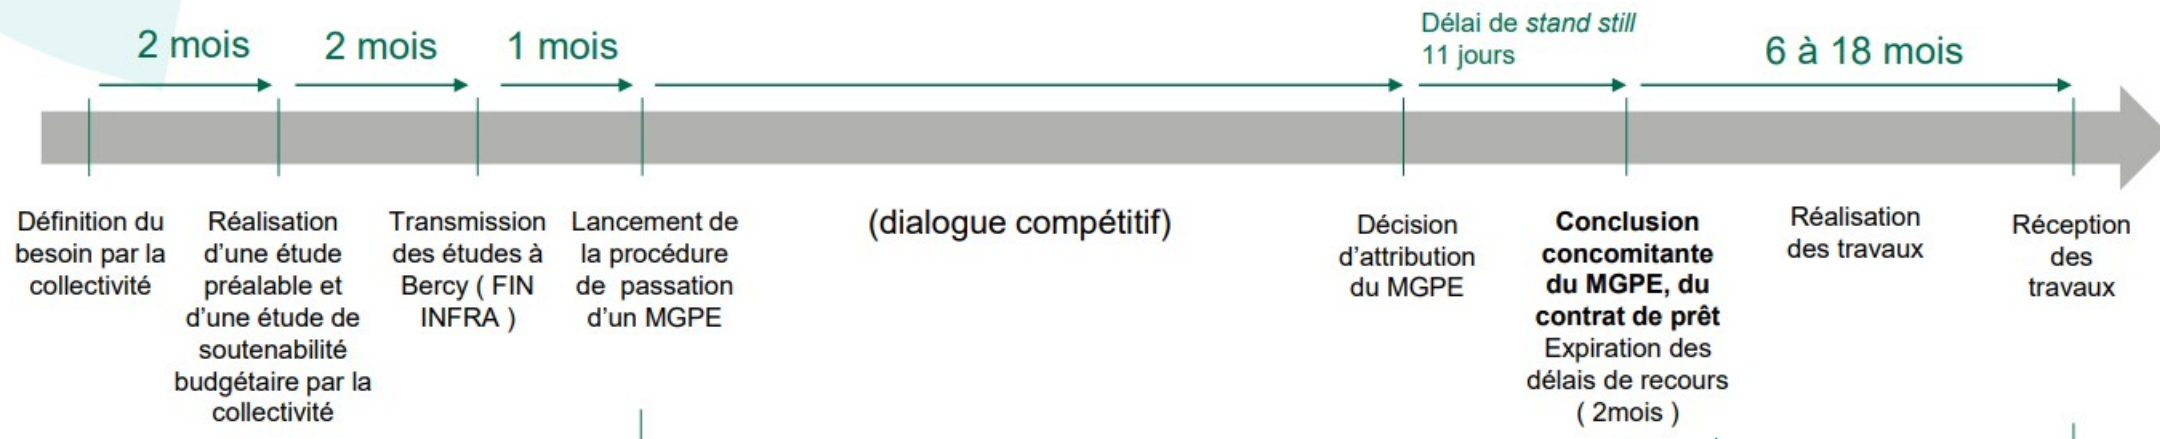 2 mois
2 mois
1 mois
Délai de stand still
11 jours
6 à 18 mois
Définition du
besoin par la
collectivité
Réalisation
d'une étude
préalable et
d'une étude de
soutenabilité
budgétaire par la
collectivité
Transmission
des études à
Bercy ( FIN
INFRA )
Lancement de
la procédure
de passation
d'un MGPE
(dialogue compétitif)
Décision
d'attribution
du MGPE
Conclusion
concomitante
du MGPE, du
contrat de prêt
Expiration des
délais de recours
( 2mois )
Réalisation
des travaux
Réception
des
travaux